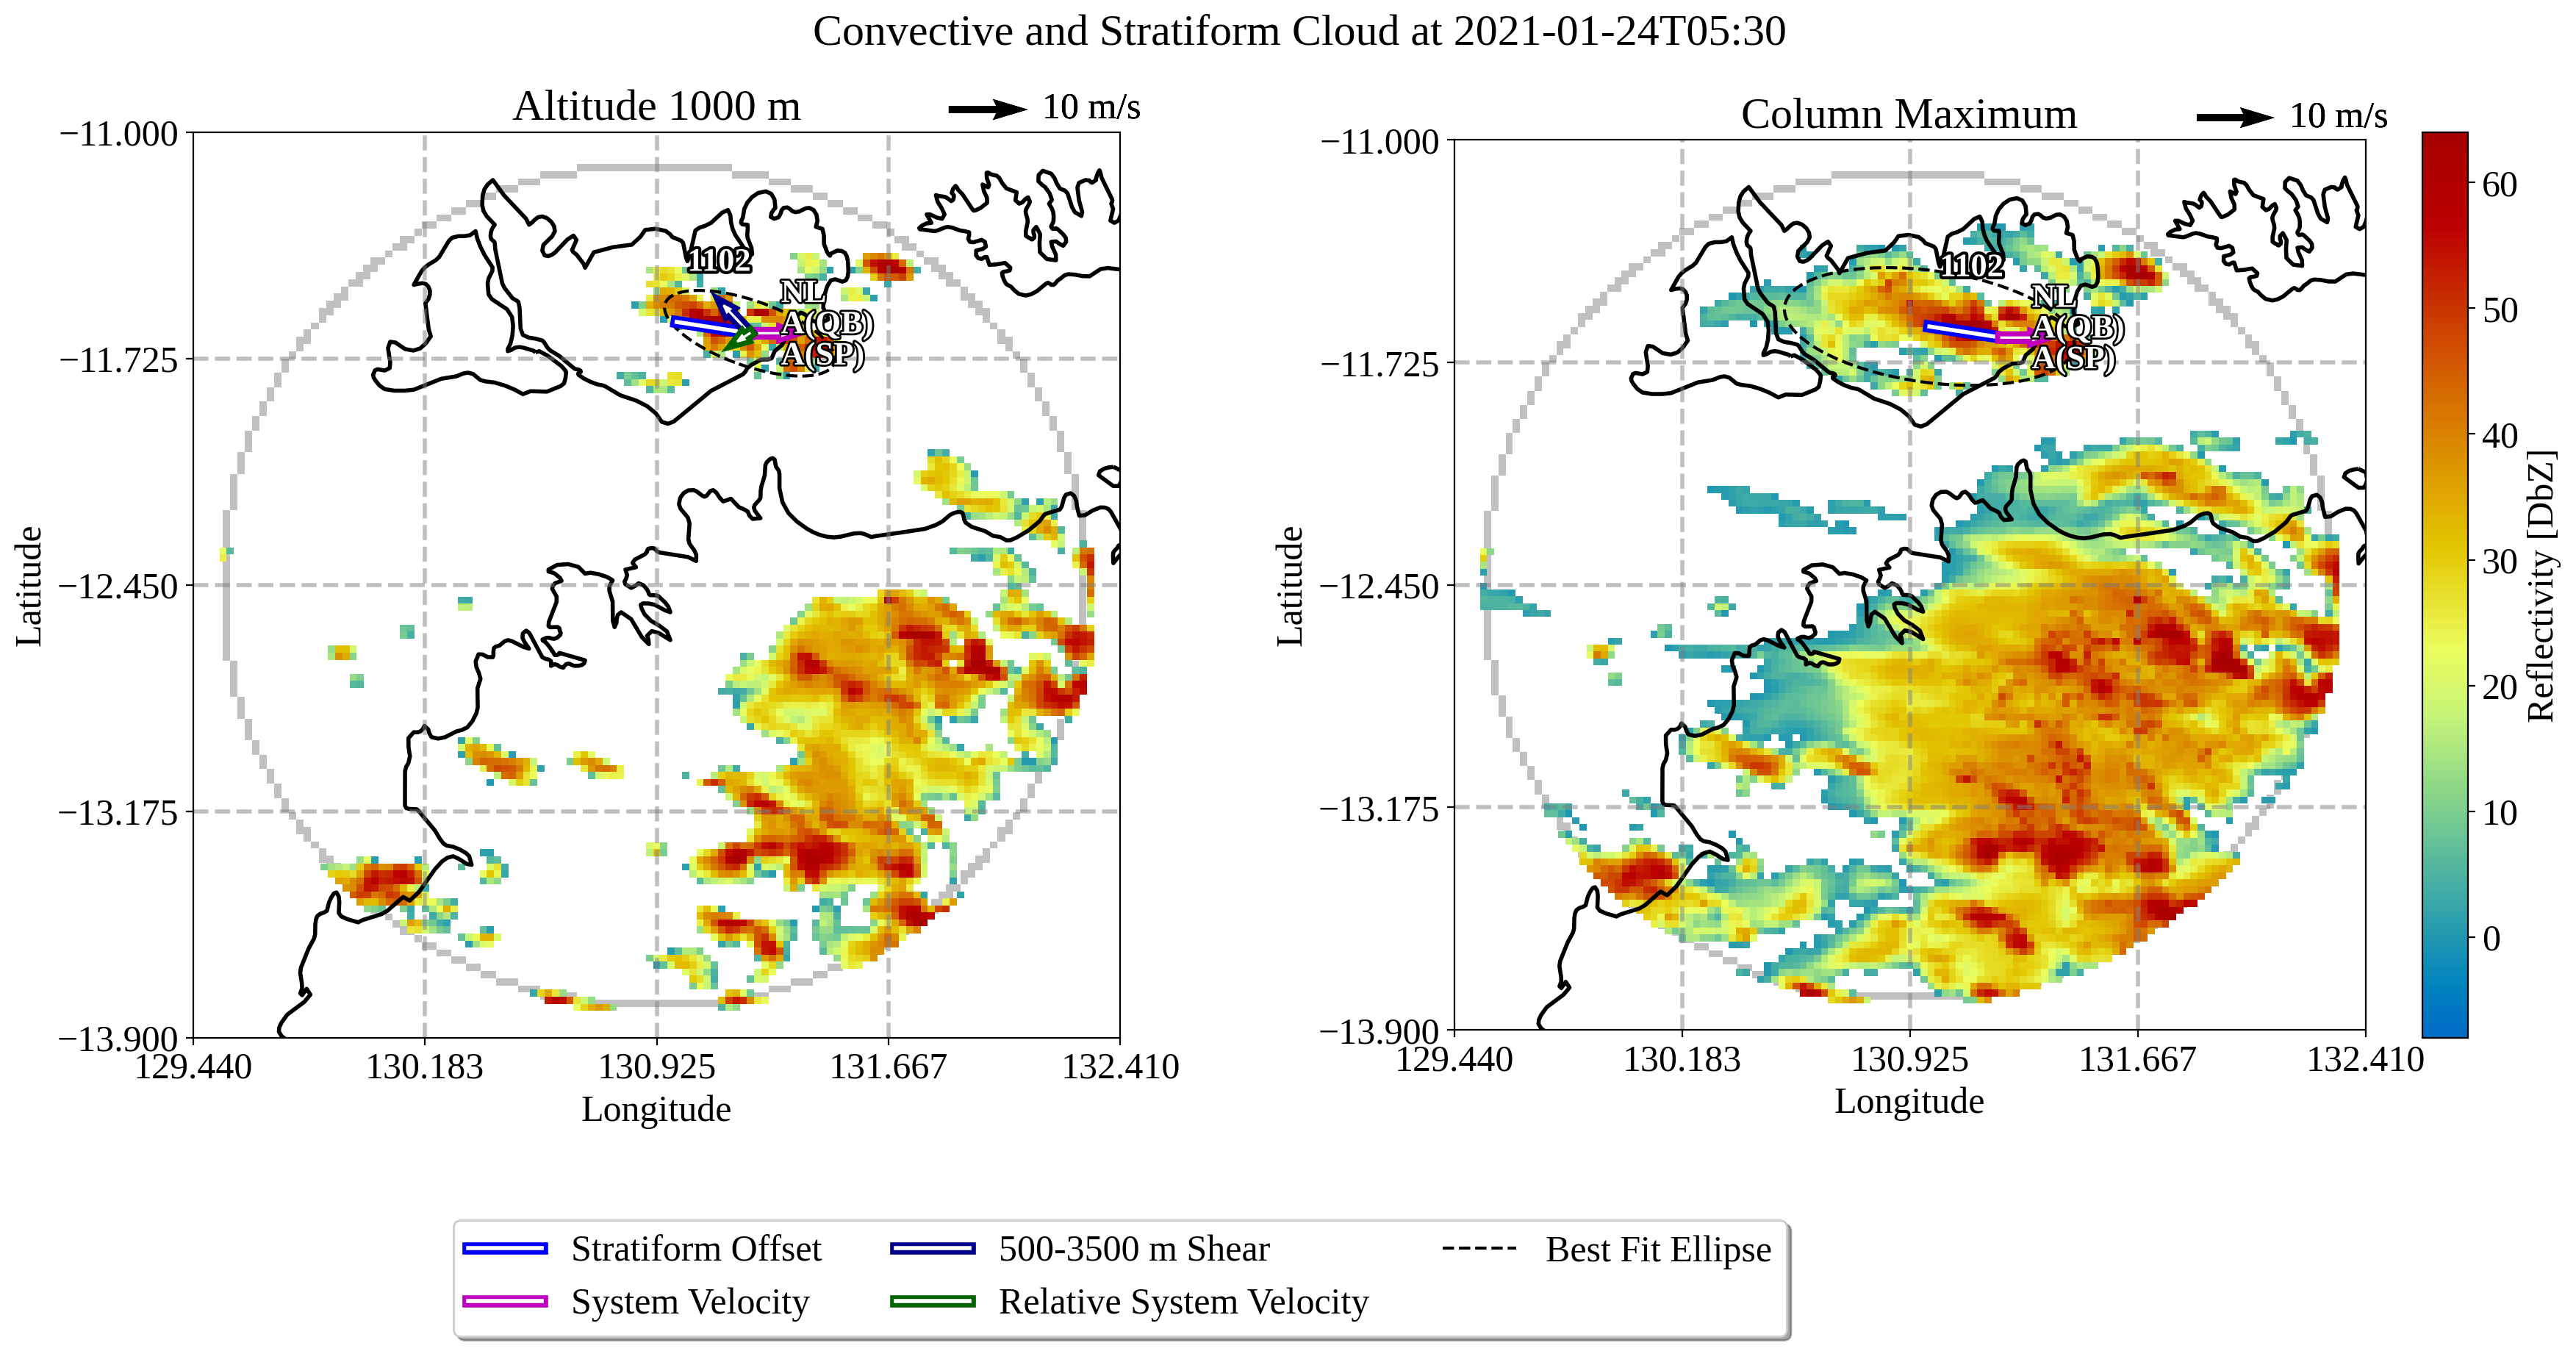 Convective and Stratiform Cloud at 2021-01-24T05:30
Altitude 1000 m
10 m/s
−11.000
−11.725
−12.450
−13.175
−13.900
129.440
130.183
130.925
131.667
132.410
Latitude
Longitude
1102
NL
A(QB)
A(SP)
Column Maximum
10 m/s
−11.000
−11.725
−12.450
−13.175
−13.900
129.440
130.183
130.925
131.667
132.410
Latitude
Longitude
1102
NL
A(QB)
A(SP)
60
50
40
30
20
10
0
Reflectivity [DbZ]
Stratiform Offset
System Velocity
500-3500 m Shear
Relative System Velocity
Best Fit Ellipse